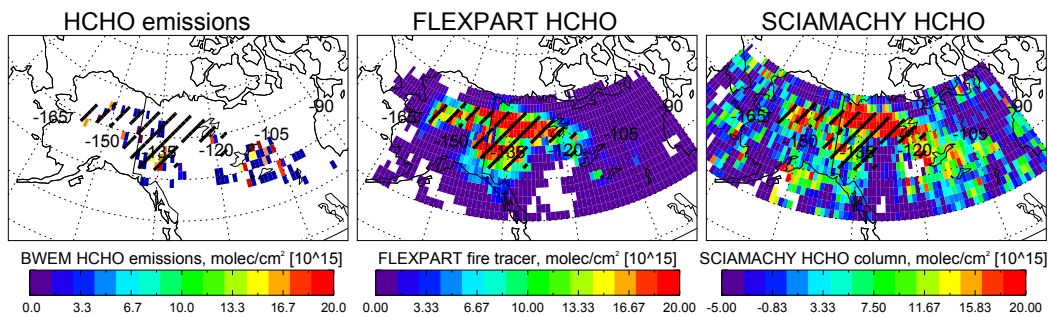 HCHO emissions
FLEXPART HCHO
SCIAMACHY HCHO
-165
-150
-135
-120
-105
90
-165
-150
-135
-120
-105
-90
-165
-150
-135
-120
-105
-90
BWEM HCHO emissions, molec/cm² [10^15]
0.00 3.3 6.7 10.0 13.3 16.7 20.0
FLEXPART fire tracer, molec/cm² [10^15]
0.00 3.33 6.67 10.00 13.33 16.67 20.00
SCIAMACHY HCHO column, molec/cm² [10^15]
-5.00 -0.83 3.33 7.50 11.67 15.83 20.00